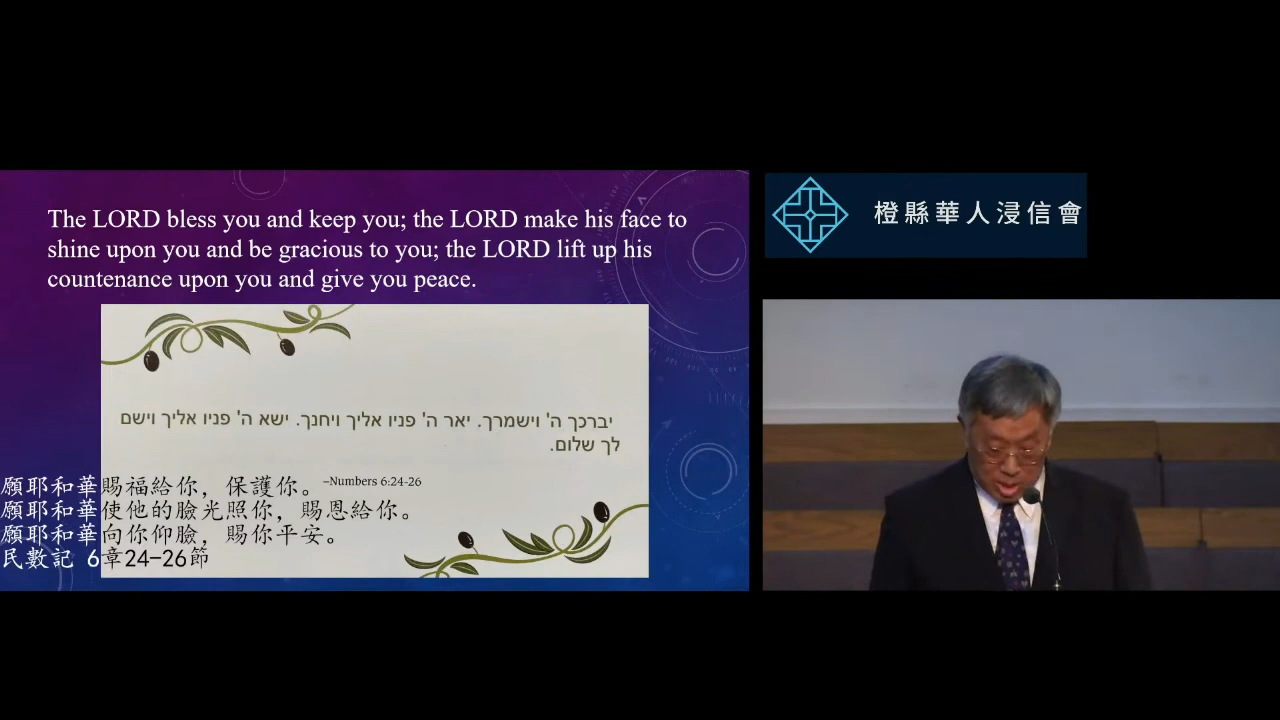 The LORD bless you and keep you; the LORD make his face to
shine upon you and be gracious to you; the LORD lift up his
countenance upon you and give you peace.
יברכך ה' וישמרך. יאר ה' פניו אליך ויחנך. ישא ה' פניו אליך וישם
לך שלום.
–Numbers 6:24-26
願耶和華賜福給你，保護你。
願耶和華使他的臉光照你，賜恩給你。
願耶和華向你仰臉，賜你平安。
民數記 6章24-26節
橙縣華人浸信會